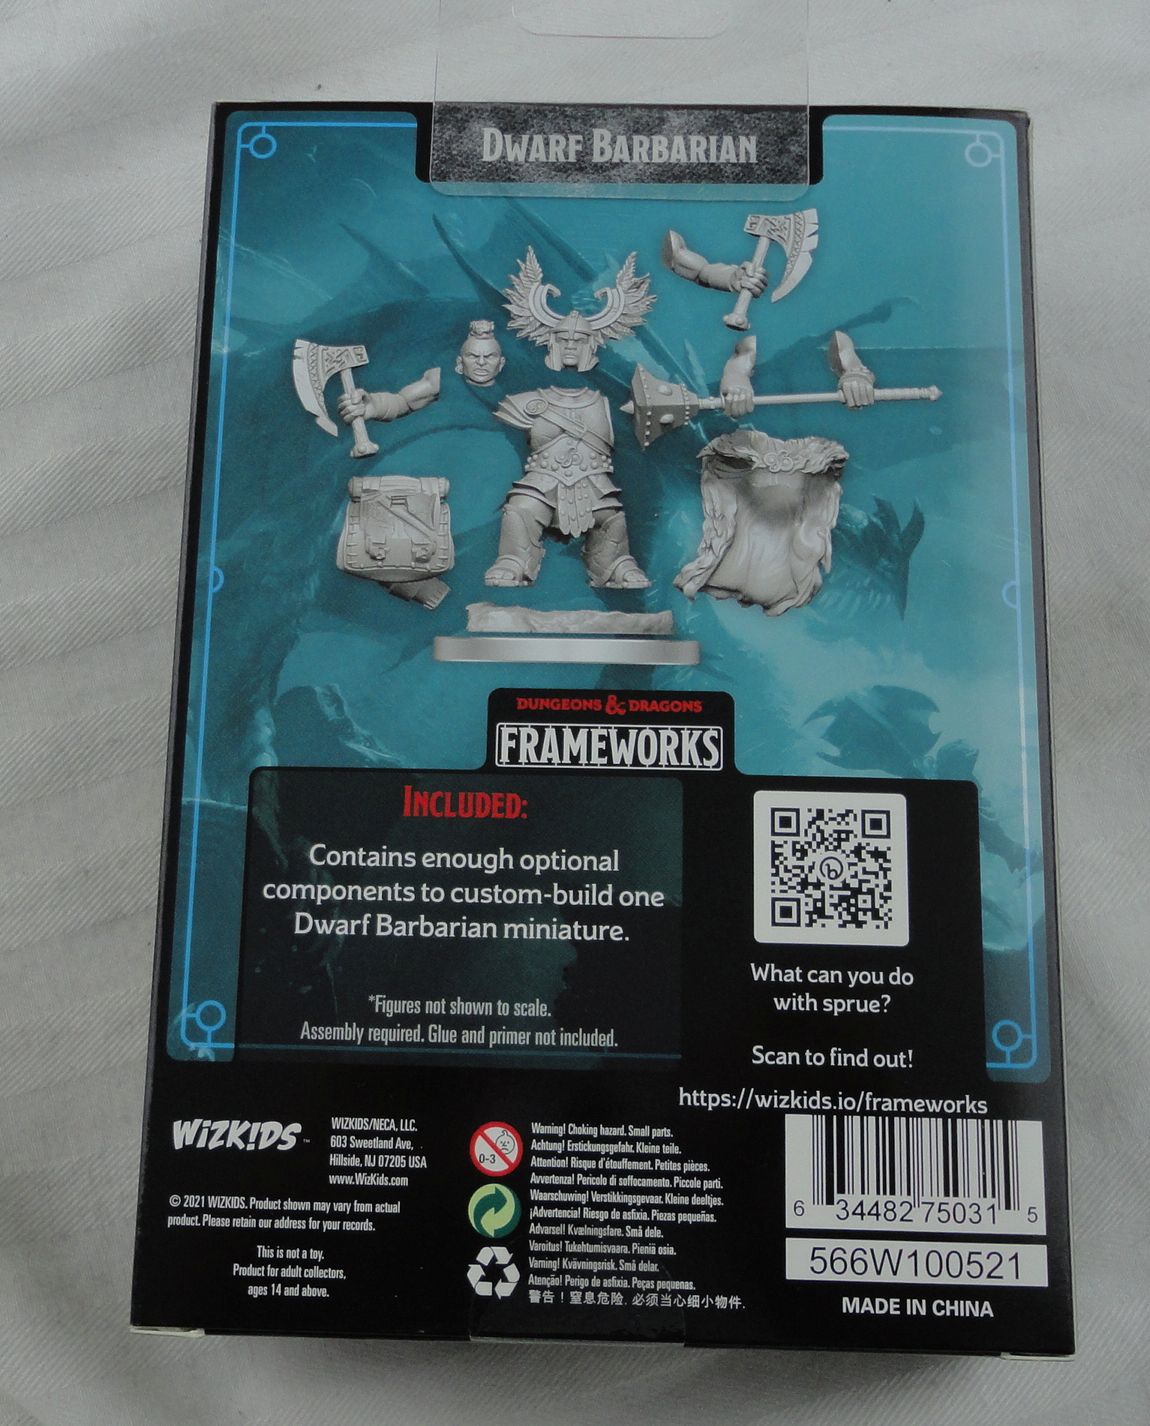 DWARF BARBARIAN
DUNGEONS & DRAGONS
FRAMEWORKS
INCLUDED:
Contains enough optional
components to custom-build one
Dwarf Barbarian miniature.
*Figures not shown to scale.
Assembly required. Glue and primer not included.
What can you do
with sprue?
Scan to find out!
https://wizkids.io/frameworks
WIZKIDS™
WIZKIDS/NECA, LLC.
603 Sweetland Ave,
Hillside, NJ 07205 USA
www.WizKids.com
© 2021 WIZKIDS. Product shown may vary from actual
product. Please retain our address for your records.
This is not a toy.
Product for adult collectors,
ages 14 and above.
0-3
Warning! Choking hazard. Small parts.
Achtung! Erstickungsgefahr. Kleine teile.
Attention! Risque d'étouffement. Petites pièces.
Avvertenza! Pericolo di soffocamento. Piccole parti.
Waarschuwing! Verstikkingsgevaar. Kleine deeltjes.
¡Advertencia! Riesgo de asfixia. Piezas pequeñas.
Advarsel! Kvælningsfare. Små dele.
Varoitus! Tukehtumisvaara. Pieniä osia.
Varning! Kvävningsrisk. Små delar.
Atenção! Perigo de asfixia. Peças pequenas.
警告！窒息危险. 必须当心细小物件.
6 34482 75031 5
566W100521
MADE IN CHINA